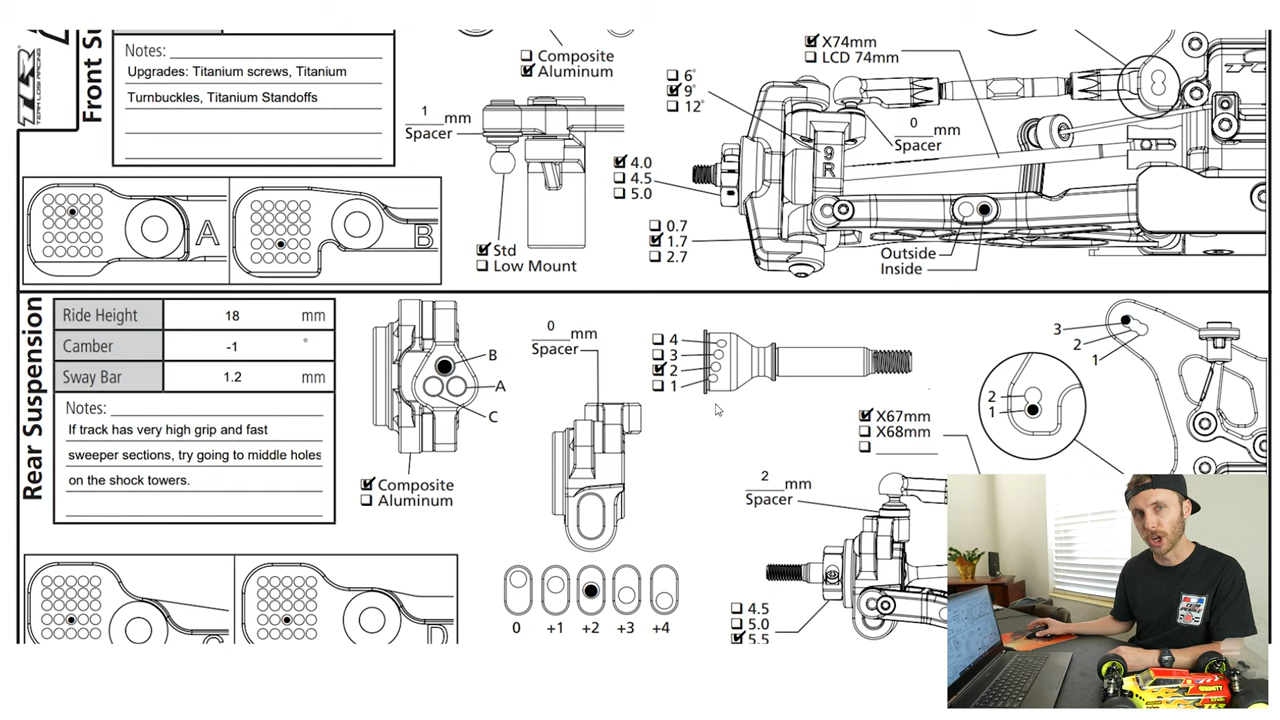 TLR
TEAM LOSI RACING
Front Su
Notes:
Upgrades: Titanium screws, Titanium
Turnbuckles, Titanium Standoffs
A
B
Composite
Aluminum
1 mm
Spacer
Std
Low Mount
X74mm
LCD 74mm
6°
9°
12°
0 mm
Spacer
9
R
4.0
4.5
5.0
0.7
1.7
2.7
Outside
Inside
Rear Suspension
Ride Height 18 mm
Camber -1 °
Sway Bar 1.2 mm
Notes:
If track has very high grip and fast
sweeper sections, try going to middle holes
on the shock towers.
B
A
C
Composite
Aluminum
0 mm
Spacer
0 +1 +2 +3 +4
4
3
2
1
X67mm
X68mm
2 mm
Spacer
4.5
5.0
5.5
3
2
1
2
1